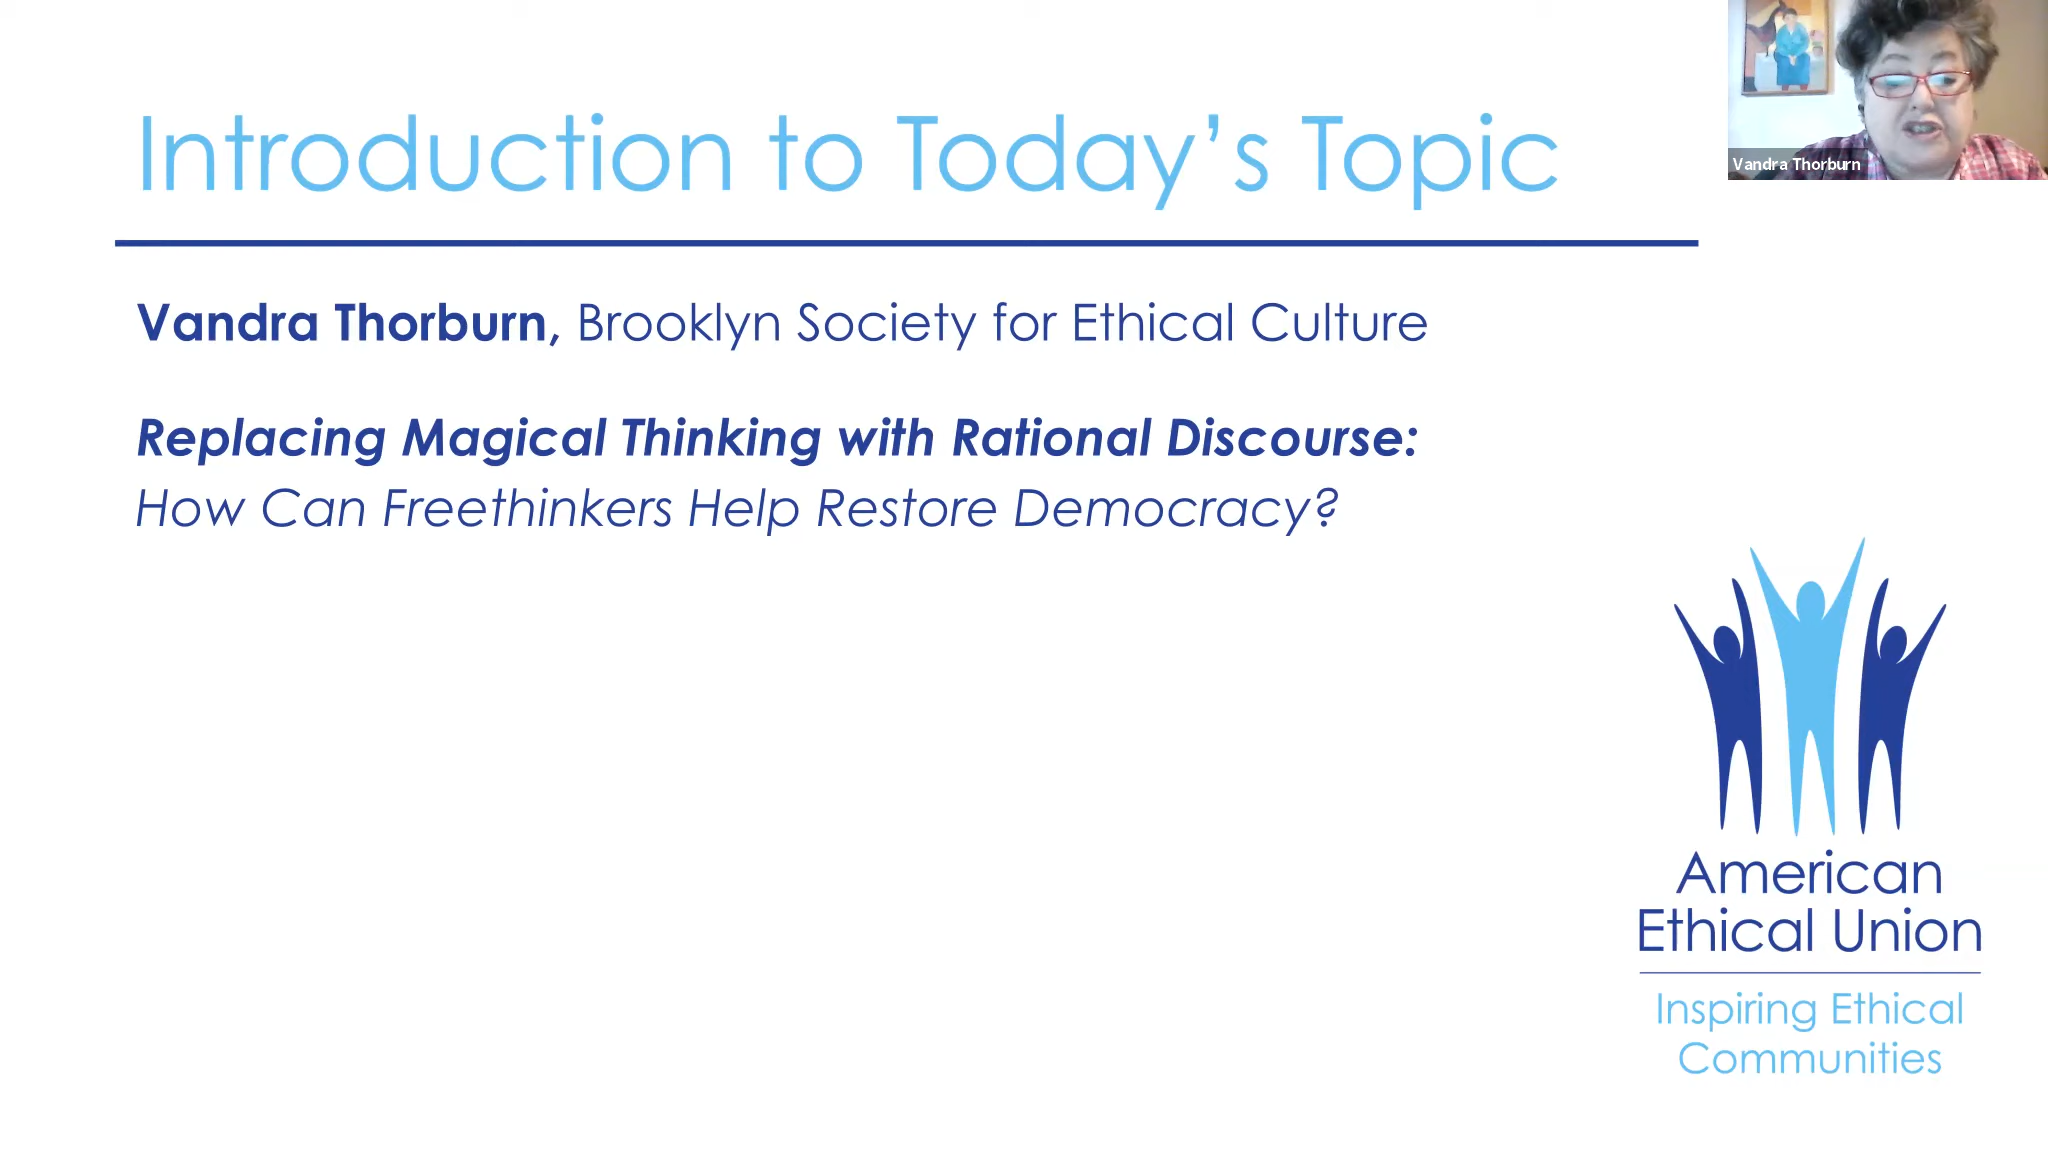 Introduction to Today's Topic
Vandra Thorburn
Vandra Thorburn, Brooklyn Society for Ethical Culture
Replacing Magical Thinking with Rational Discourse:
How Can Freethinkers Help Restore Democracy?
American
Ethical Union
Inspiring Ethical
Communities